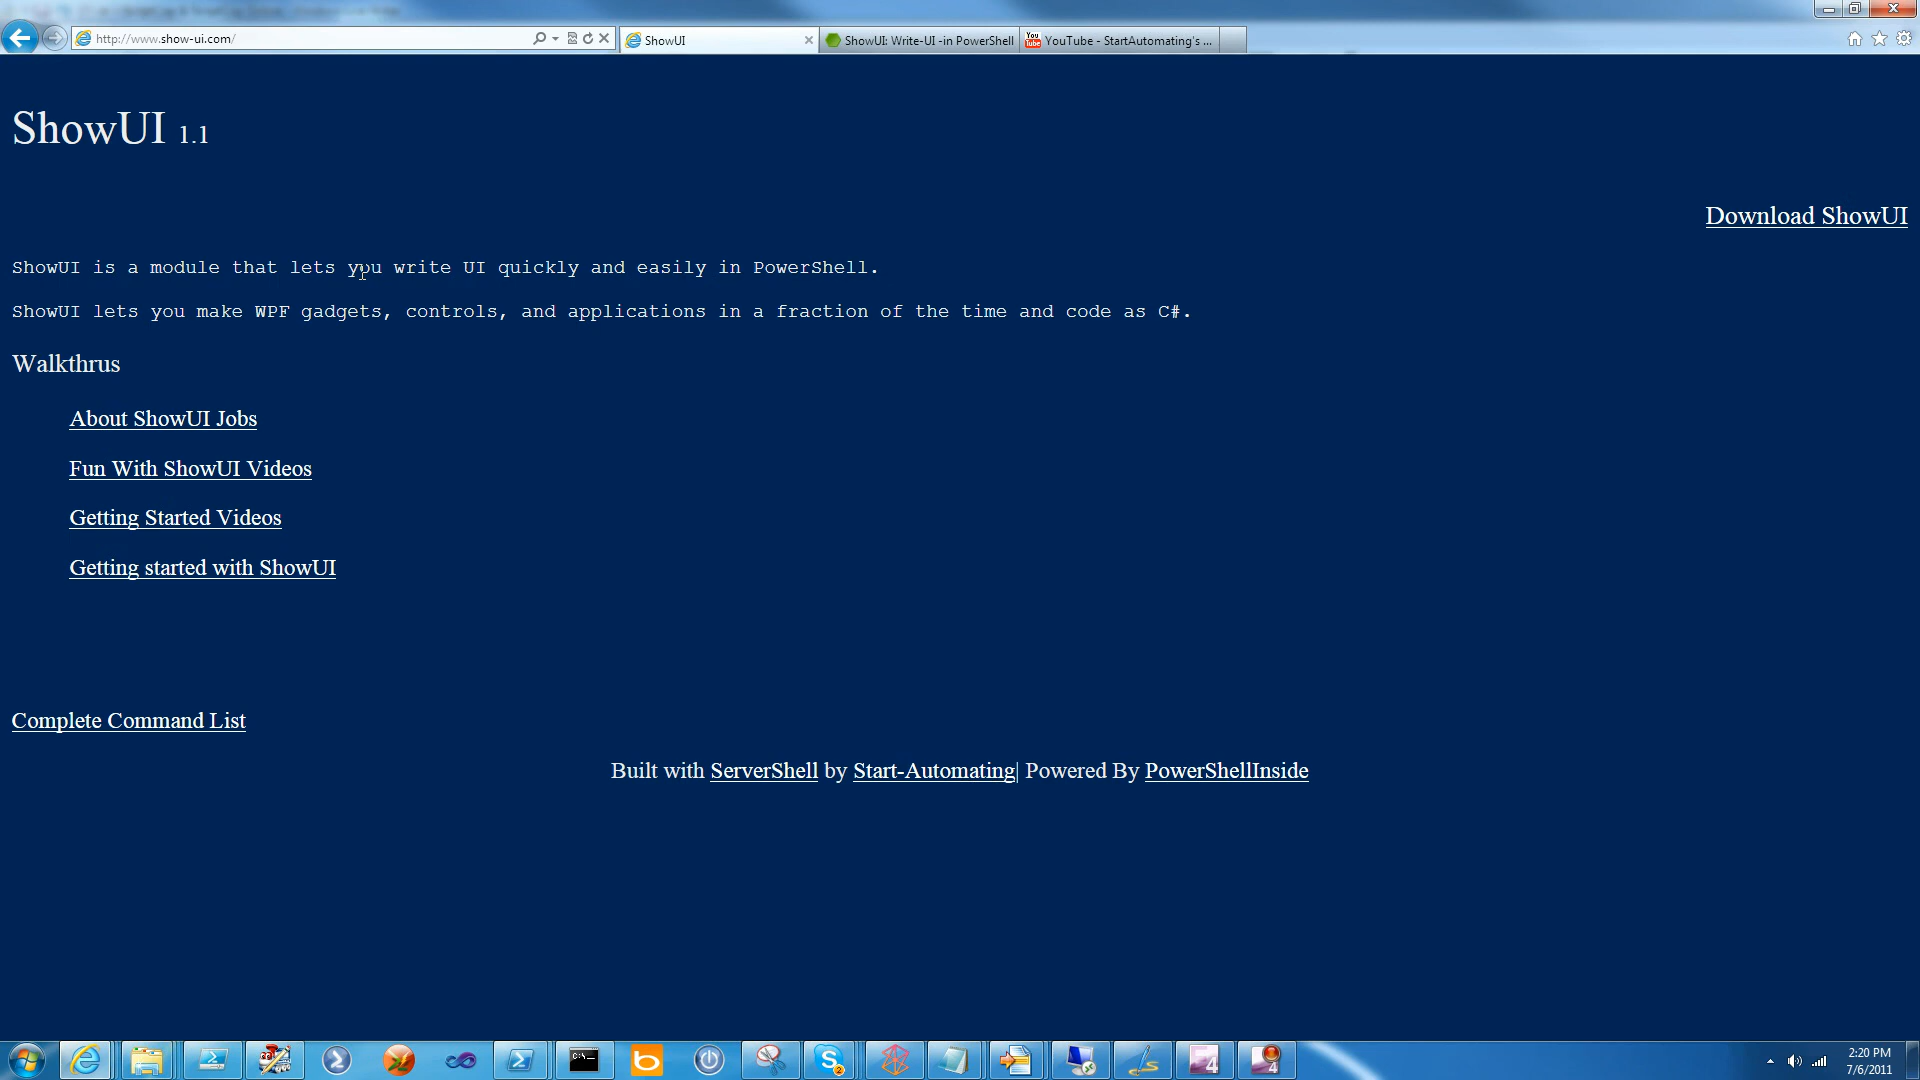 http://www.show-ui.com/
ShowUI
ShowUI: Write-UI -in PowerShell
YouTube - StartAutomating's ...
ShowUI 1.1
Download ShowUI
ShowUI is a module that lets you write UI quickly and easily in PowerShell.
ShowUI lets you make WPF gadgets, controls, and applications in a fraction of the time and code as C#.
Walkthrus
About ShowUI Jobs
Fun With ShowUI Videos
Getting Started Videos
Getting started with ShowUI
Complete Command List
Built with ServerShell by Start-Automating| Powered By PowerShellInside
2:20 PM
7/6/2011